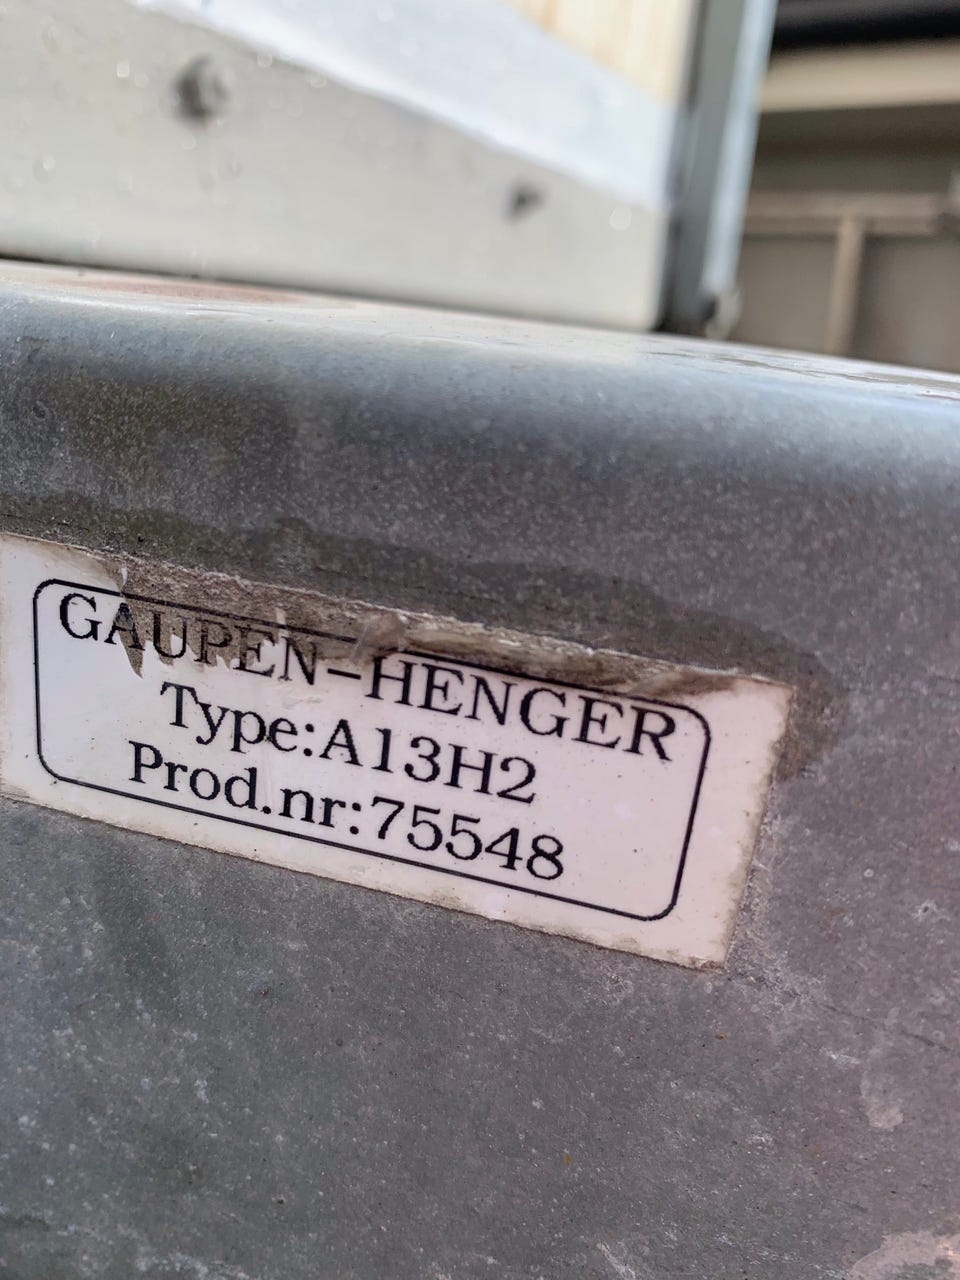 GAUPEN-HENGER
Type:A13H2
Prod.nr:75548